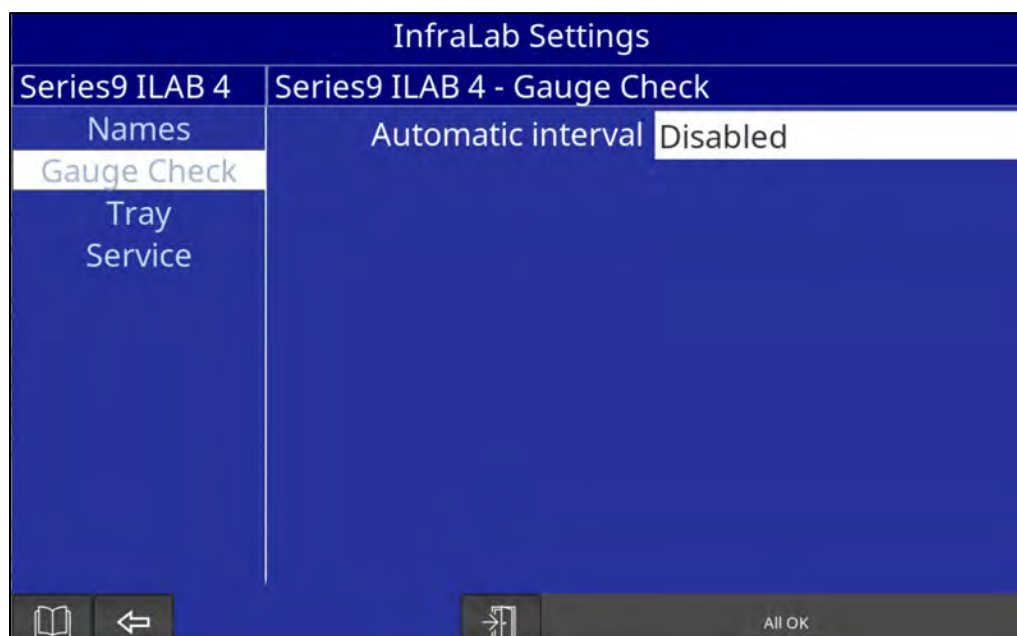 InfraLab Settings
Series9 ILAB 4
Series9 ILAB 4 - Gauge Check
Names
Gauge Check
Tray
Service
Automatic interval Disabled
All OK